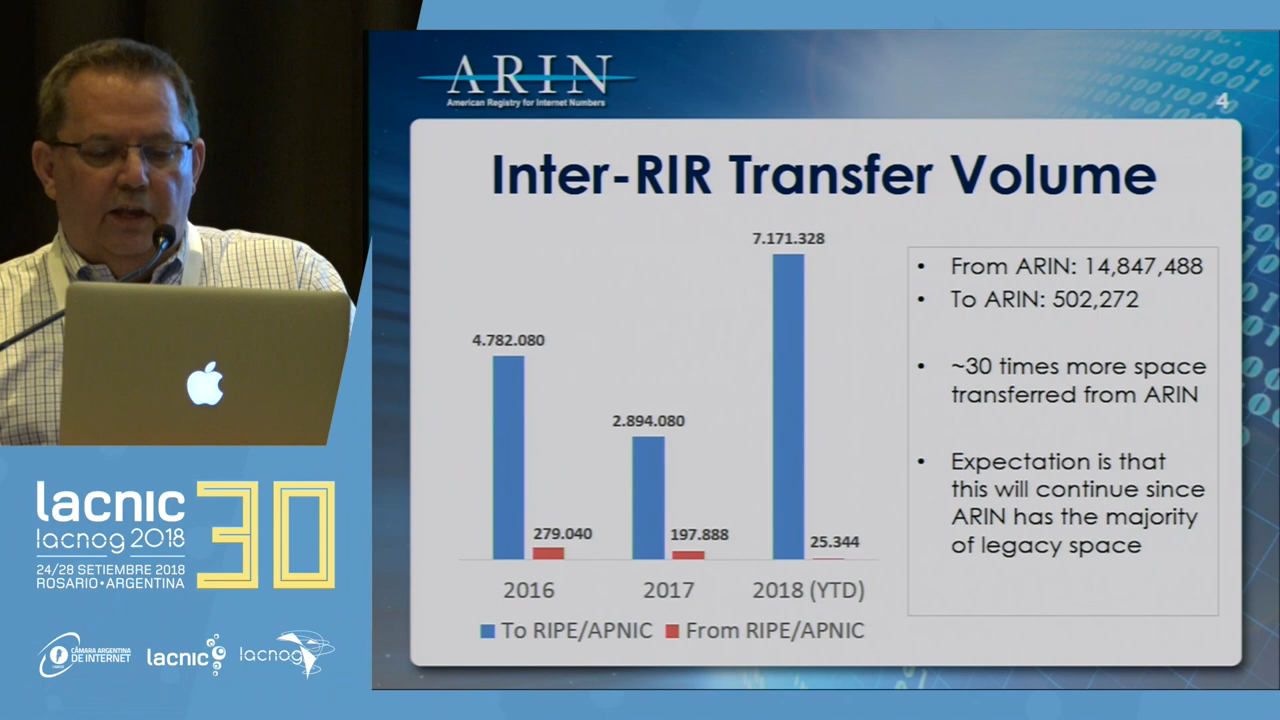 ARIN
American Registry for Internet Numbers
4
Inter-RIR Transfer Volume
7.171.328
4.782.080
2.894.080
279.040
197.888
25.344
2016
2017
2018 (YTD)
To RIPE/APNIC
From RIPE/APNIC
• From ARIN: 14,847,488
• To ARIN: 502,272
• ~30 times more space
transferred from ARIN
• Expectation is that
this will continue since
ARIN has the majority
of legacy space
lacnic 30
lacnog 2018
24/28 SETIEMBRE 2018
ROSARIO•ARGENTINA
CÁMARA ARGENTINA
DE INTERNET
lacnic
lacnog